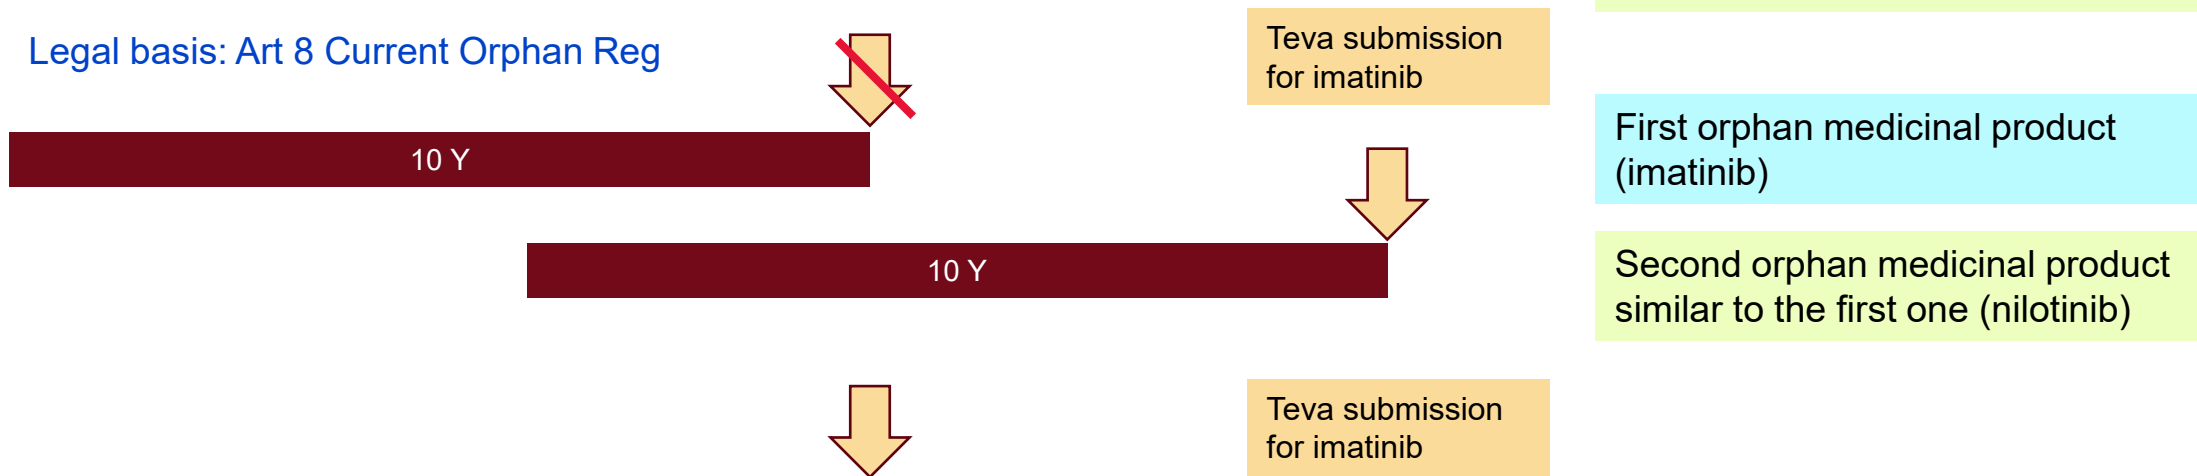 Legal basis: Art 8 Current Orphan Reg
Teva submission
for imatinib
10 Y
First orphan medicinal product
(imatinib)
10 Y
Second orphan medicinal product
similar to the first one (nilotinib)
Teva submission
for imatinib